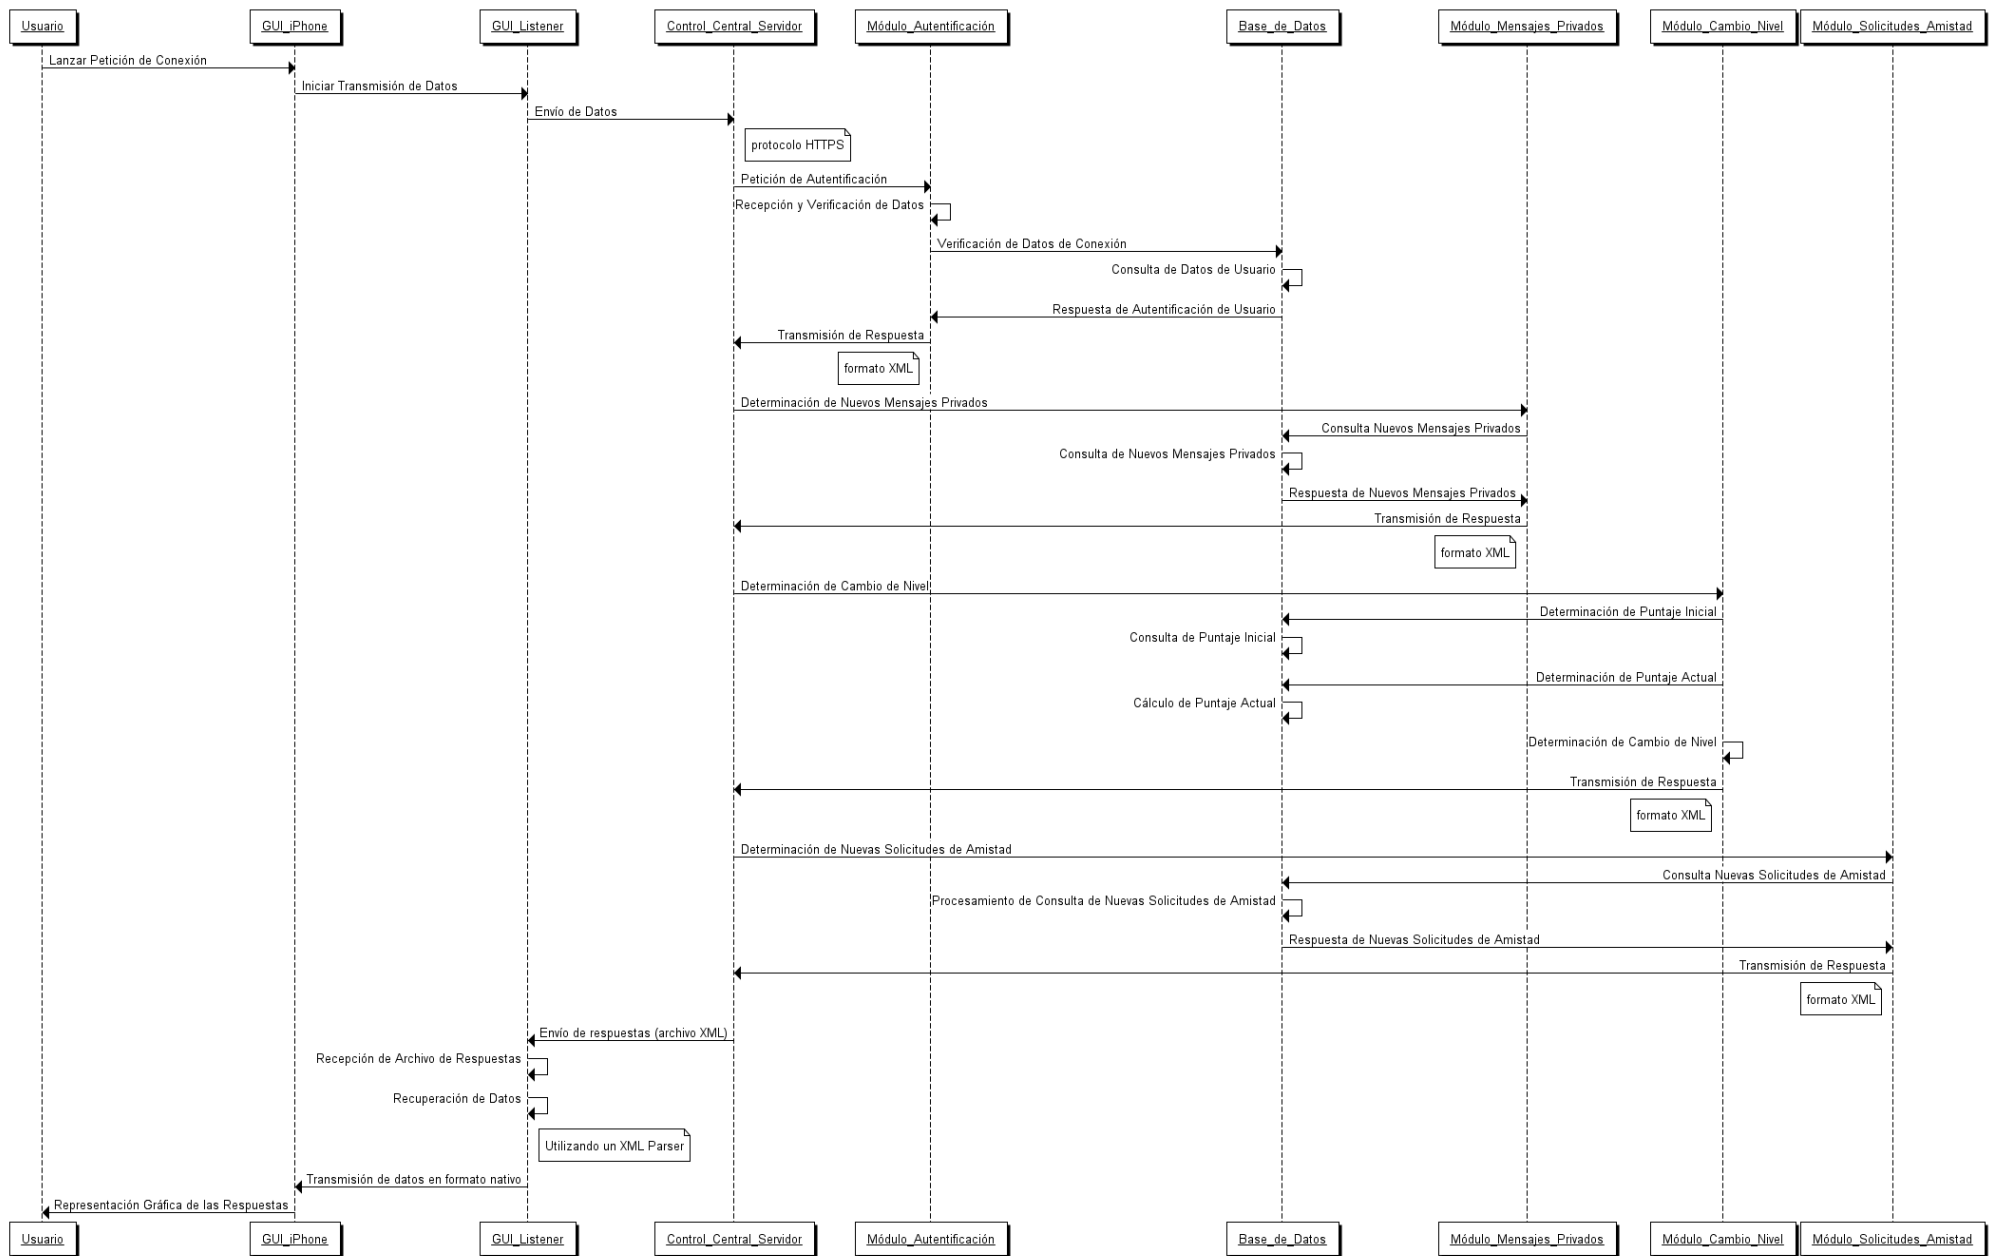 Usuario
GUI_iPhone
GUI_Listener
Control_Central_Servidor
Módulo_Autentificación
Base_de_Datos
Módulo_Mensajes_Privados
Módulo_Cambio_Nivel
Módulo_Solicitudes_Amistad
Lanzar Petición de Conexión
Iniciar Transmisión de Datos
Envío de Datos
protocolo HTTPS
Petición de Autentificación
Recepción y Verificación de Datos
Verificación de Datos de Conexión
Consulta de Datos de Usuario
Respuesta de Autentificación de Usuario
Transmisión de Respuesta
formato XML
Determinación de Nuevos Mensajes Privados
Consulta Nuevos Mensajes Privados
Consulta de Nuevos Mensajes Privados
Respuesta de Nuevos Mensajes Privados
Transmisión de Respuesta
formato XML
Determinación de Cambio de Nivel
Determinación de Puntaje Inicial
Consulta de Puntaje Inicial
Determinación de Puntaje Actual
Cálculo de Puntaje Actual
Determinación de Cambio de Nivel
Transmisión de Respuesta
formato XML
Determinación de Nuevas Solicitudes de Amistad
Consulta Nuevas Solicitudes de Amistad
Procesamiento de Consulta de Nuevas Solicitudes de Amistad
Respuesta de Nuevas Solicitudes de Amistad
Transmisión de Respuesta
formato XML
Envío de respuestas (archivo XML)
Recepción de Archivo de Respuestas
Recuperación de Datos
Utilizando un XML Parser
Transmisión de datos en formato nativo
Representación Gráfica de las Respuestas
Usuario
GUI_iPhone
GUI_Listener
Control_Central_Servidor
Módulo_Autentificación
Base_de_Datos
Módulo_Mensajes_Privados
Módulo_Cambio_Nivel
Módulo_Solicitudes_Amistad